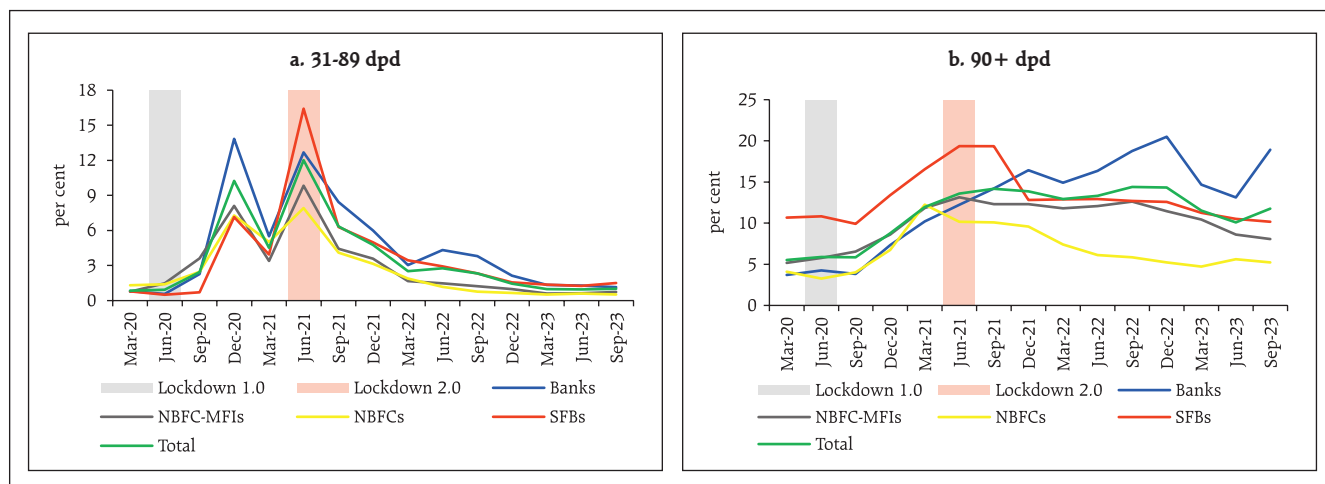 a. 31-89 dpd
per cent
18
15
12
9
6
3
0
Mar-20
Jun-20
Sep-20
Dec-20
Mar-21
Jun-21
Sep-21
Dec-21
Mar-22
Jun-22
Sep-22
Dec-22
Mar-23
Jun-23
Sep-23
Lockdown 1.0 Lockdown 2.0 Banks
NBFC-MFIs NBFCs SFBs
Total
b. 90+ dpd
per cent
25
20
15
10
5
0
Mar-20
Jun-20
Sep-20
Dec-20
Mar-21
Jun-21
Sep-21
Dec-21
Mar-22
Jun-22
Sep-22
Dec-22
Mar-23
Jun-23
Sep-23
Lockdown 1.0 Lockdown 2.0 Banks
NBFC-MFIs NBFCs SFBs
Total